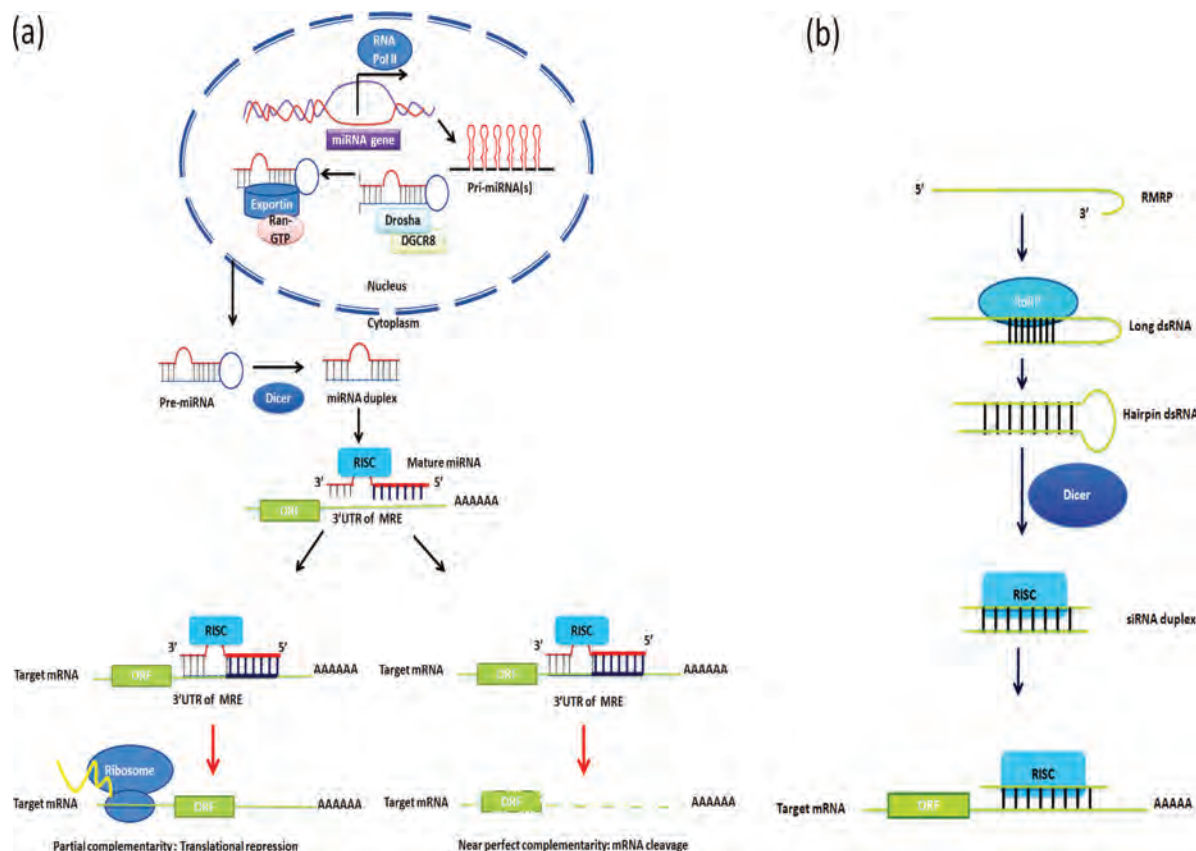 (a)
RNA
Pol II
miRNA gene
Pri-miRNA(s)
Exportin
Ran-
GTP
Drosha
DGCR8
Nucleus
Cytoplasm
Pre-miRNA
Dicer
miRNA duplex
RISC
Mature miRNA
3'
5'
AAAAAA
ORF
3'UTR of MRE
RISC
3'
5'
Target mRNA
ORF
AAAAAA
3'UTR of MRE
RISC
3'
5'
Target mRNA
ORF
AAAAAA
3'UTR of MRE
Ribosome
Target mRNA
ORF
AAAAAA
Partial complementarity : Translational repression
Target mRNA
ORF
AAAAAA
Near perfect complementarity: mRNA cleavage
(b)
5'
3'
RMRP
RdRP
Long dsRNA
Hairpin dsRNA
Dicer
RISC
siRNA duplex
RISC
Target mRNA
ORF
AAAAA